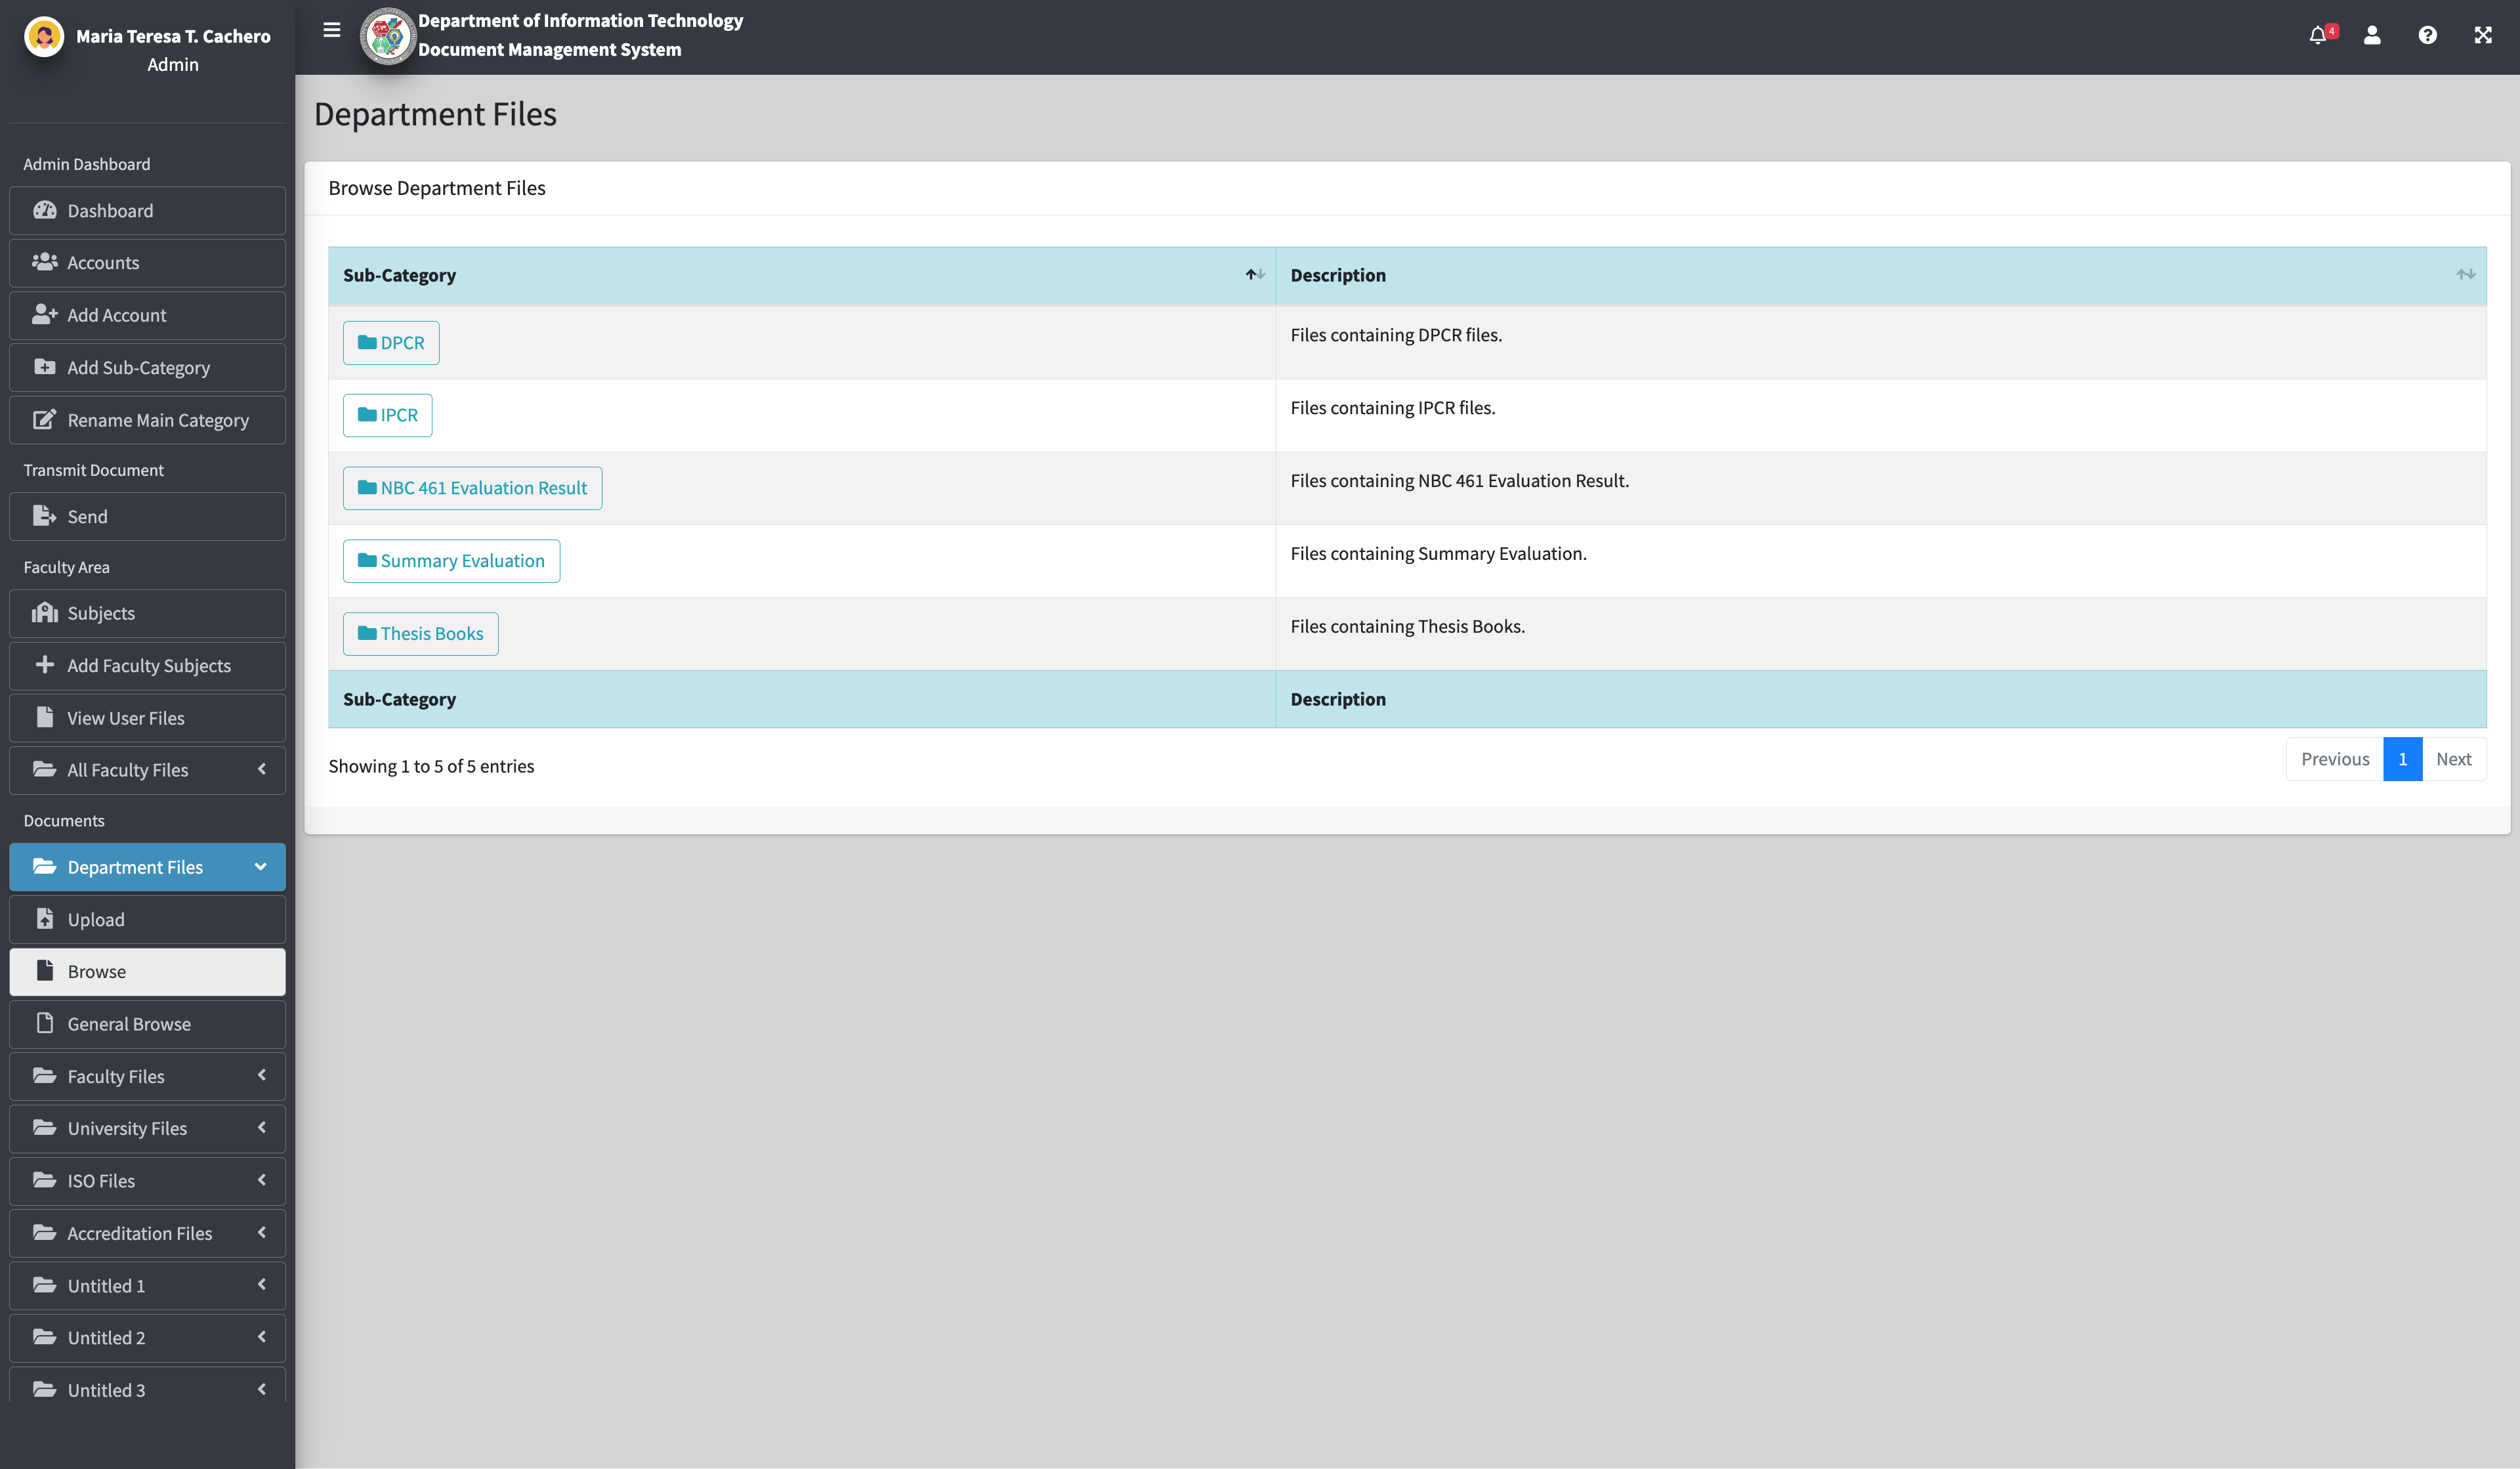 Maria Teresa T. Cachero
Admin
Admin Dashboard
Dashboard
Accounts
Add Account
Add Sub-Category
Rename Main Category
Transmit Document
Send
Faculty Area
Subjects
Add Faculty Subjects
View User Files
All Faculty Files
Documents
Department Files
Upload
Browse
General Browse
Faculty Files
University Files
ISO Files
Accreditation Files
Untitled 1
Untitled 2
Untitled 3
Department of Information Technology
Document Management System
4
Department Files
Browse Department Files
Sub-Category Description
DPCR Files containing DPCR files.
IPCR Files containing IPCR files.
NBC 461 Evaluation Result Files containing NBC 461 Evaluation Result.
Summary Evaluation Files containing Summary Evaluation.
Thesis Books Files containing Thesis Books.
Sub-Category Description
Showing 1 to 5 of 5 entries
Previous 1 Next